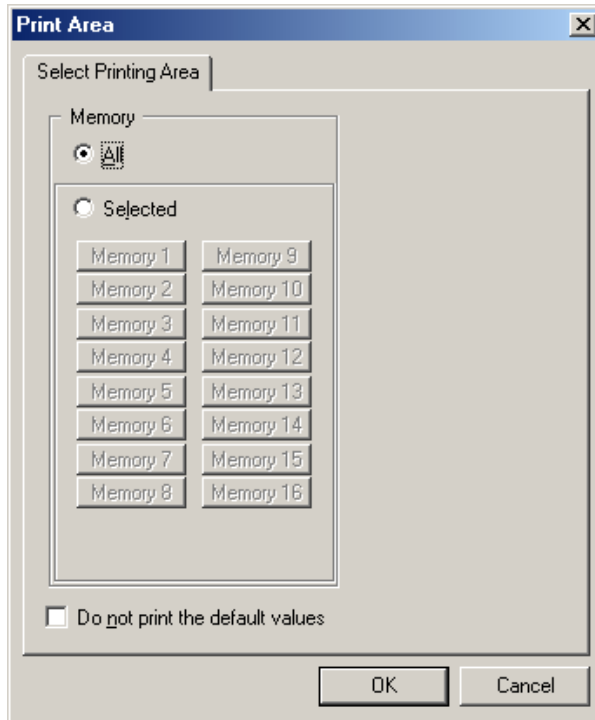 Print Area
Select Printing Area
Memory
All
Selected
Memory 1 Memory 9
Memory 2 Memory 10
Memory 3 Memory 11
Memory 4 Memory 12
Memory 5 Memory 13
Memory 6 Memory 14
Memory 7 Memory 15
Memory 8 Memory 16
Do not print the default values
OK Cancel